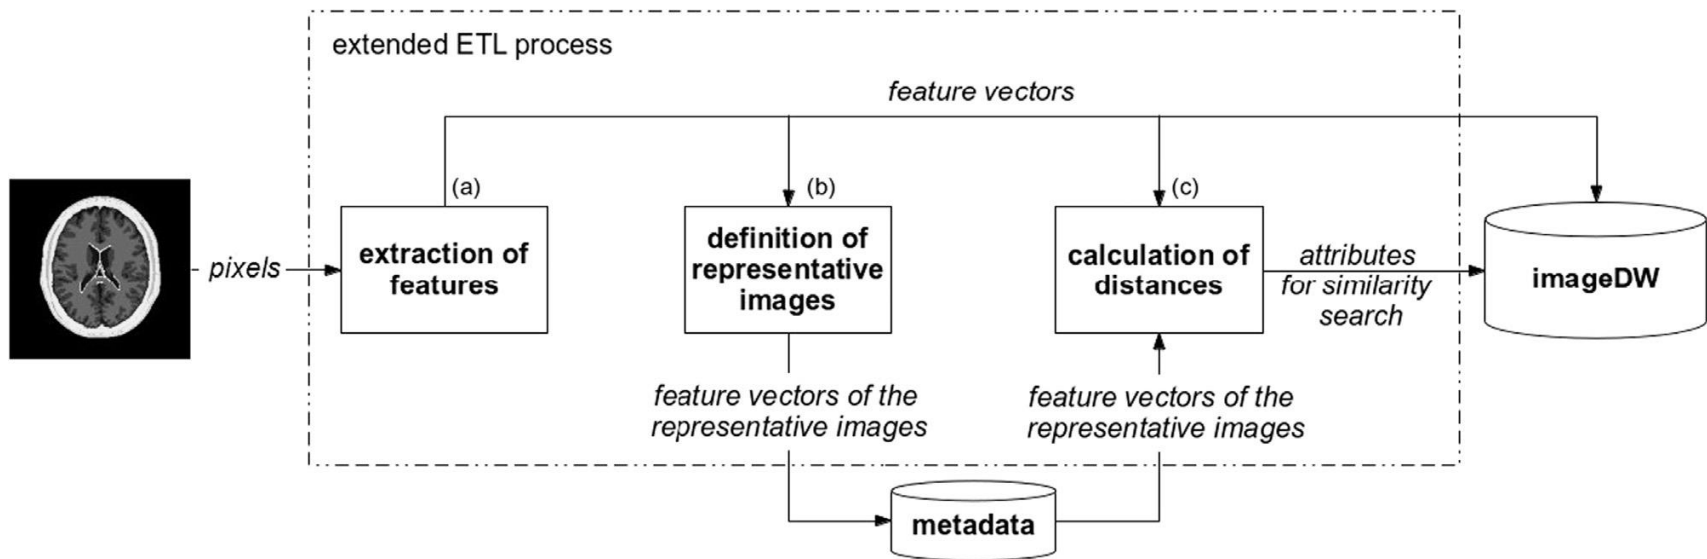 extended ETL process
feature vectors
(a)
(b)
(c)
pixels
extraction of
features
definition of
representative
images
calculation of
distances
attributes
for similarity
search
imageDW
feature vectors of the
representative images
feature vectors of the
representative images
metadata